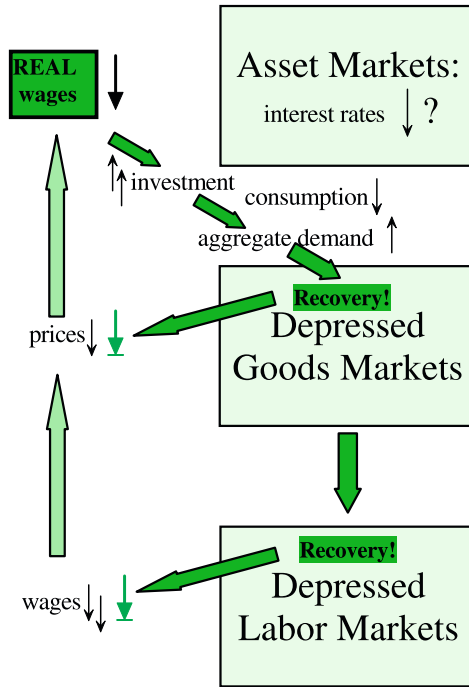 REAL
wages
Asset Markets:
interest rates ?
investment
consumption
aggregate demand
Recovery!
Depressed
Goods Markets
prices
Recovery!
Depressed
Labor Markets
wages